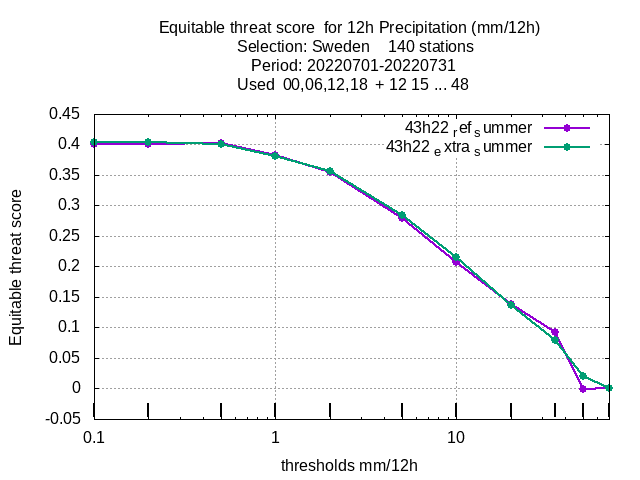 Equitable threat score for 12h Precipitation (mm/12h)
Selection: Sweden 140 stations
Period: 20220701-20220731
Used 00,06,12,18 + 12 15 ... 48
43h22 ref summer
43h22 extra summer
0.45
0.4
0.35
0.3
0.25
0.2
0.15
0.1
0.05
0
-0.05
Equitable threat score
0.1 1 10
thresholds mm/12h